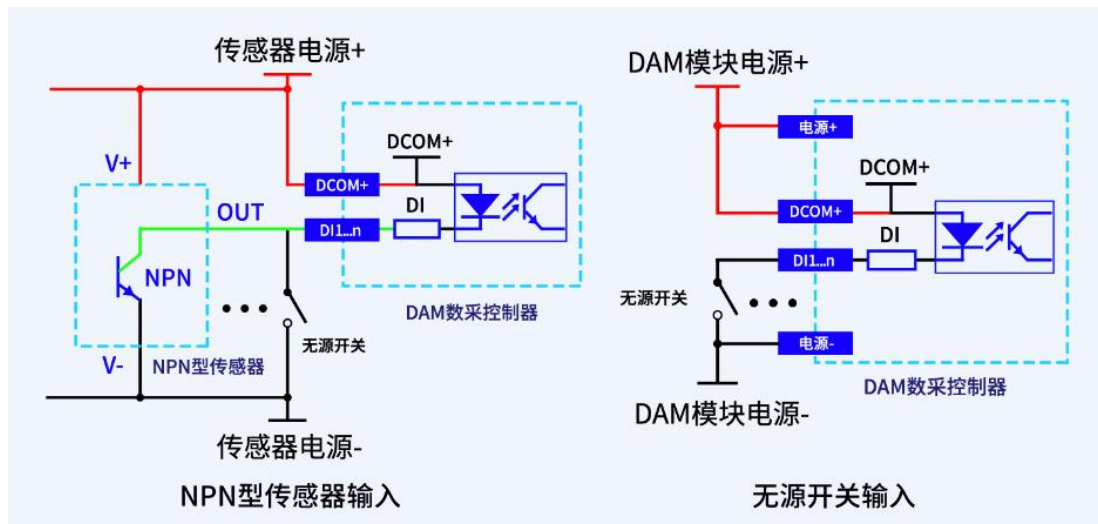 传感器电源+
DCOM+
V+
DCOM+
OUT
DI
DI1...n
NPN
无源开关
DAM数采控制器
V-
NPN型传感器
传感器电源-
NPN型传感器输入
DAM模块电源+
电源+
DCOM+
DCOM+
DI
DI1...n
无源开关
电源-
DAM数采控制器
DAM模块电源-
无源开关输入